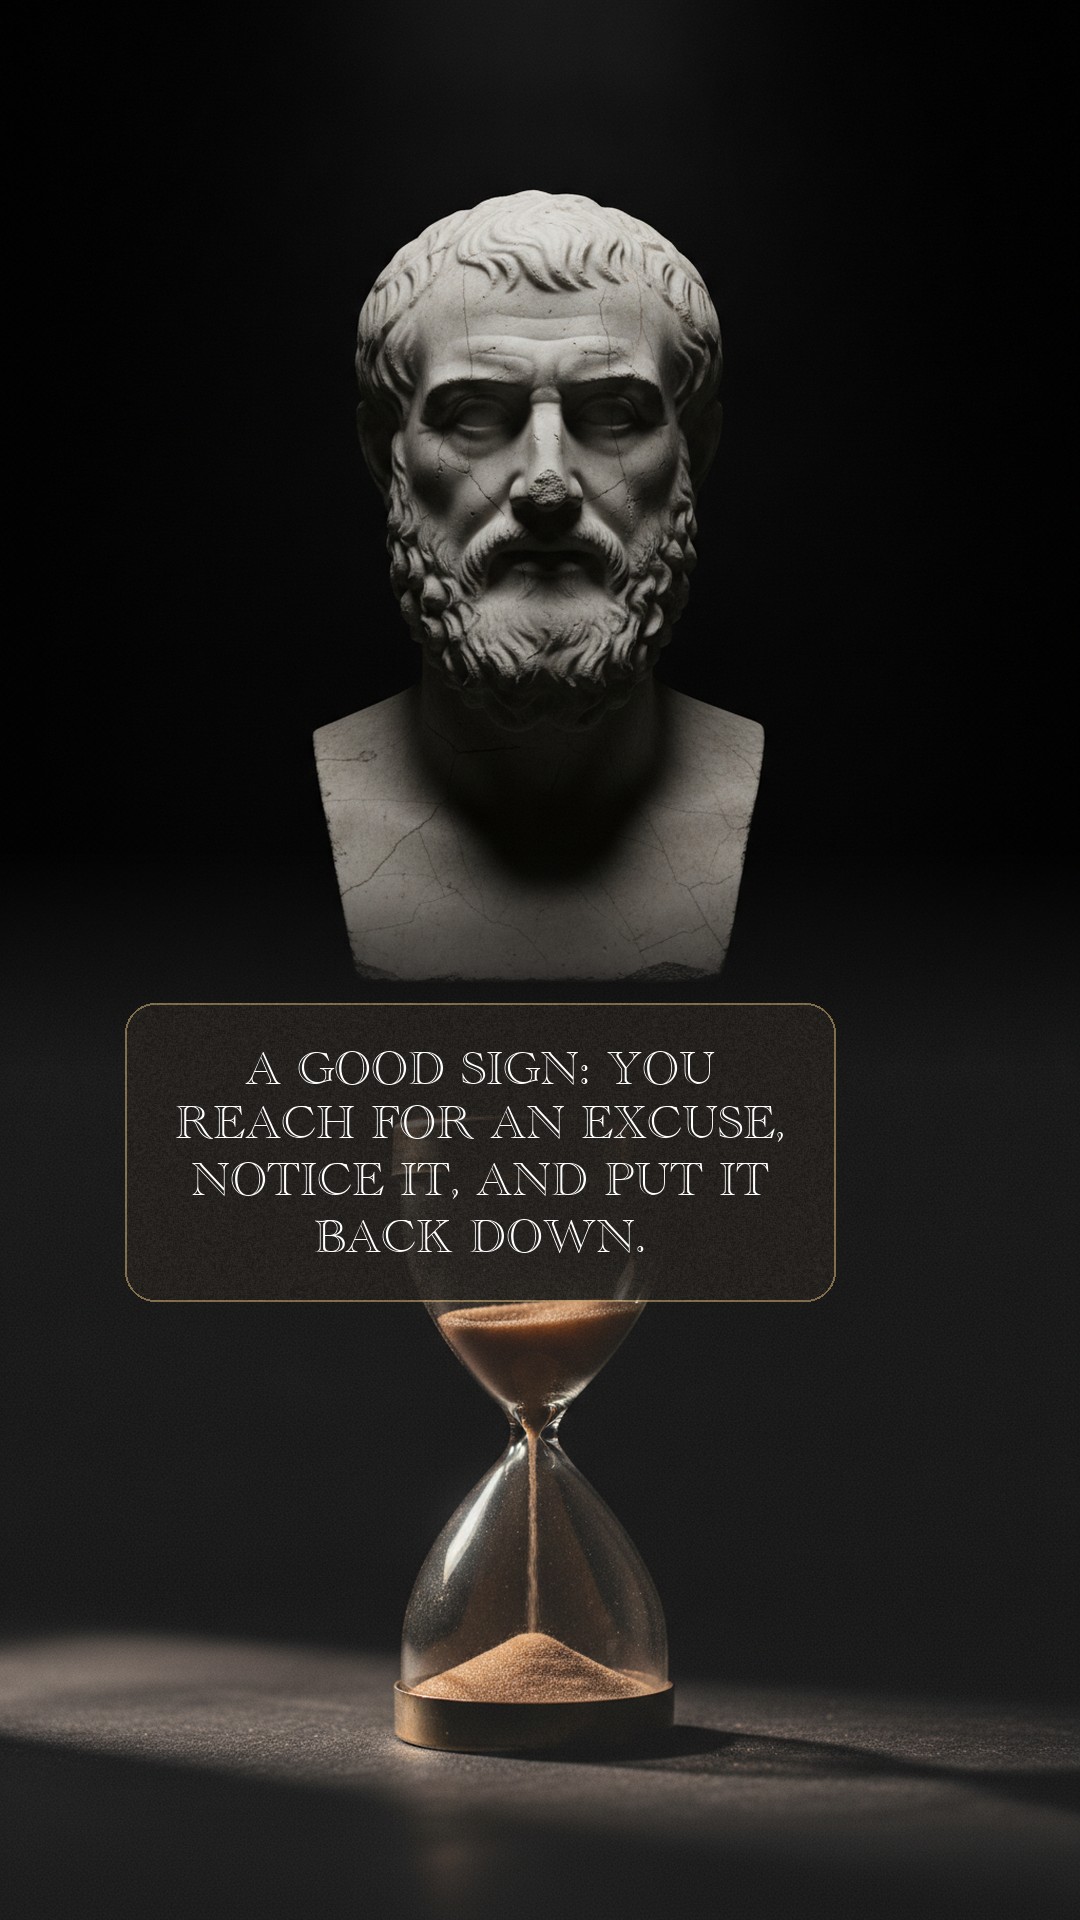 A GOOD SIGN: YOU
REACH FOR AN EXCUSE,
NOTICE IT, AND PUT IT
BACK DOWN.